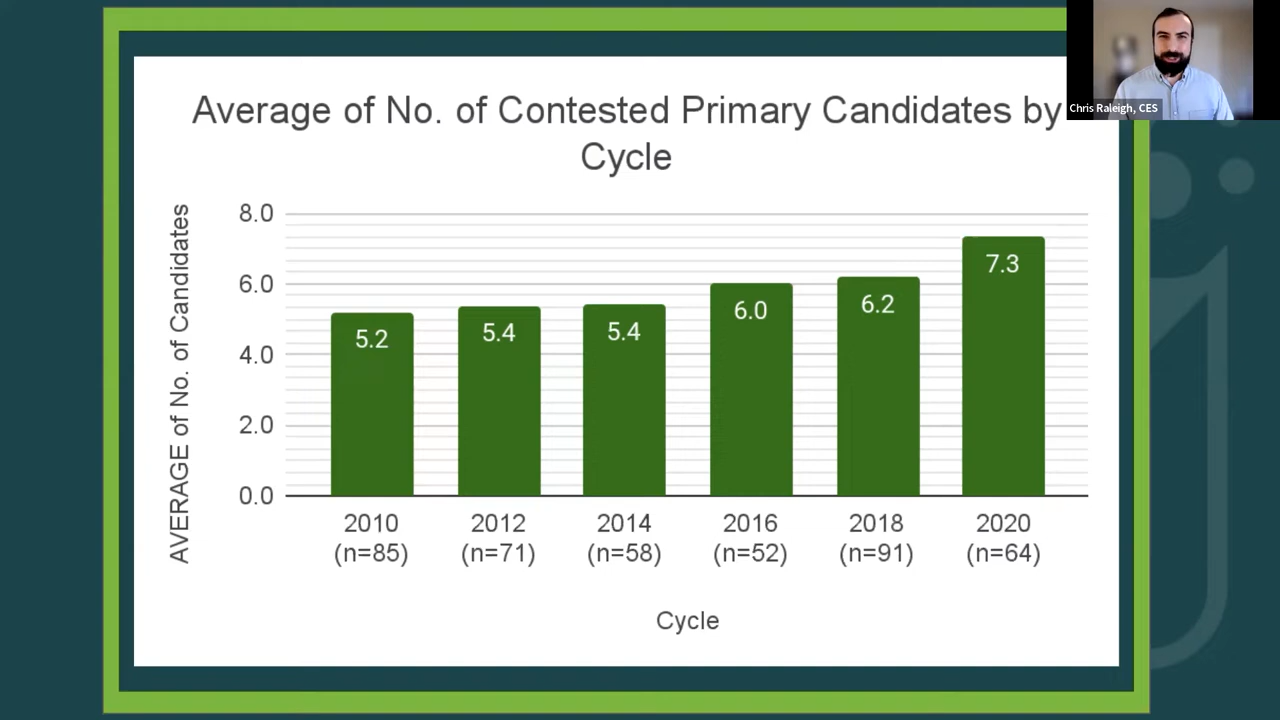 Average of No. of Contested Primary Candidates by
Cycle
Chris Raleigh, CES
AVERAGE of No. of Candidates
8.0
6.0
4.0
2.0
0.0
5.2
5.4
5.4
6.0
6.2
7.3
2010
(n=85)
2012
(n=71)
2014
(n=58)
2016
(n=52)
2018
(n=91)
2020
(n=64)
Cycle